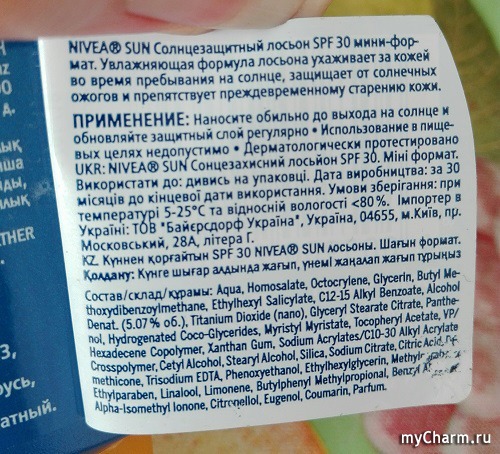 NIVEA® SUN Солнцезащитный лосьон SPF 30 мини-фор-
мат. Увлажняющая формула лосьона ухаживает за кожей
во время пребывания на солнце, защищает от солнечных
ожогов и препятствует преждевременному старению кожи.
ПРИМЕНЕНИЕ: Наносите обильно до выхода на солнце и
обновляйте защитный слой регулярно • Использование в пище-
вых целях недопустимо • Дерматологически протестировано
UKR: NIVEA® SUN Сонцезахисний лосьйон SPF 30. Міні формат.
Використати до: дивись на упаковці. Дата виробництва: за 30
місяців до кінцевої дати використання. Умови зберігання: при
температурі 5-25°С та відносній вологості <80%. Імпортер в
Україні: ТОВ "Байєрсдорф Україна", Україна, 04655, м.Київ, пр.
Московський, 28А, літера Г.
KZ. Күннен қорғайтын SPF 30 NIVEA® SUN лосьоны. Шағын формат.
Қолдану: Күнге шығар алдында жағып, үнемі жаңалап жағып тұрыңыз
Состав/склад/құрамы: Aqua, Homosalate, Octocrylene, Glycerin, Butyl Me-
thoxydibenzoylmethane, Ethylhexyl Salicylate, C12-15 Alkyl Benzoate, Alcohol
Denat. (5.07 % об.), Titanium Dioxide (nano), Glyceryl Stearate Citrate, Panthe-
nol, Hydrogenated Coco-Glycerides, Myristyl Myristate, Tocopheryl Acetate, VP/
Hexadecene Copolymer, Xanthan Gum, Sodium Acrylates/C10-30 Alkyl Acrylate
Crosspolymer, Cetyl Alcohol, Stearyl Alcohol, Silica, Sodium Citrate, Citric Acid,
methicone, Trisodium EDTA, Phenoxyethanol, Ethylhexylglycerin,
Ethylparaben, Linalool, Limonene, Butylphenyl Methylpropional,
Alpha-Isomethyl Ionone, Citronellol, Eugenol, Coumarin, Parfum.
THER
атный.
myCharm.ru